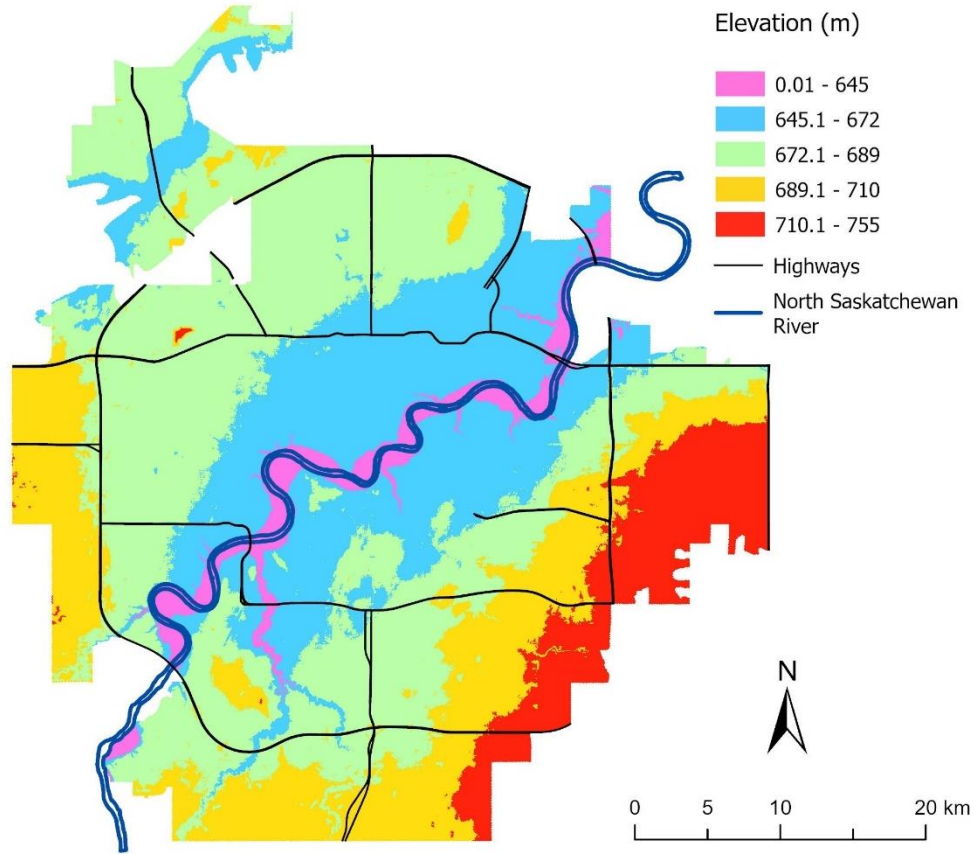 Elevation (m)
0.01 - 645
645.1 - 672
672.1 - 689
689.1 - 710
710.1 - 755
Highways
North Saskatchewan
River
N
0 5 10 20 km